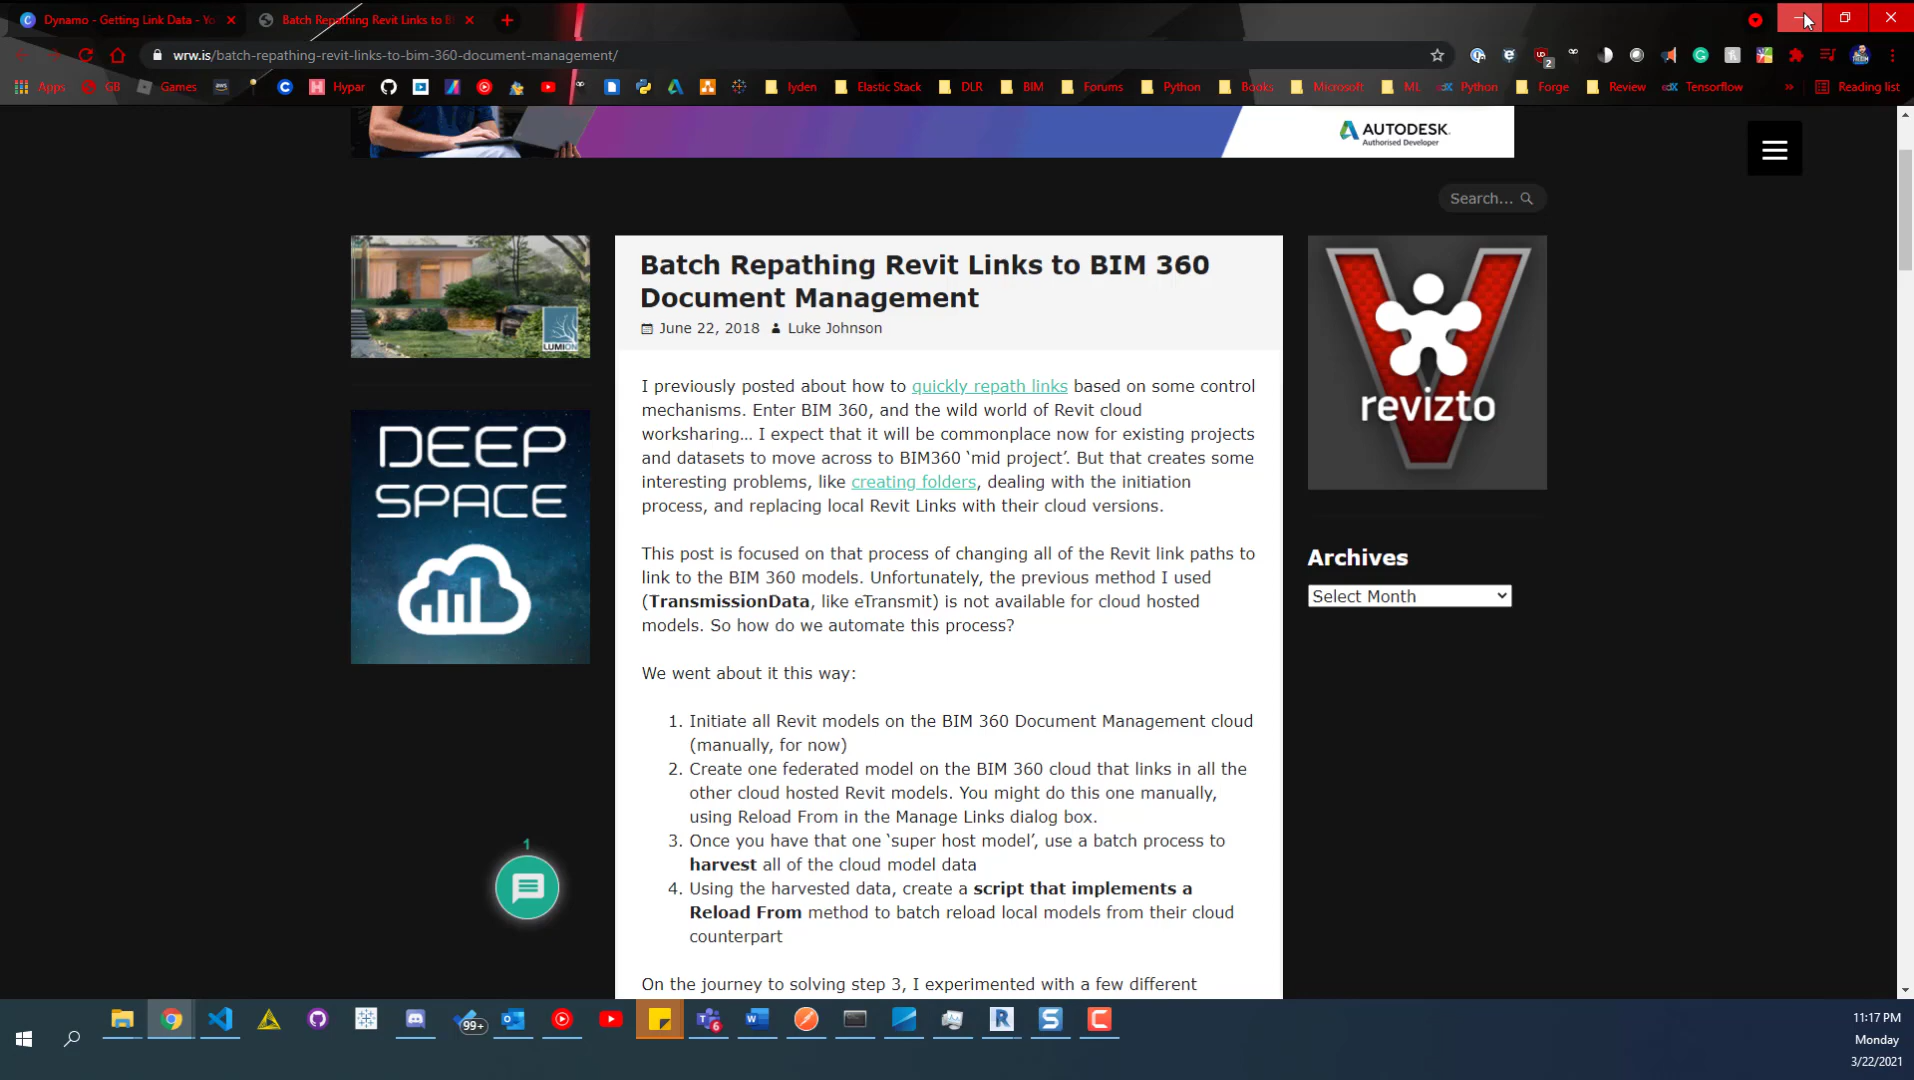 Dynamo - Getting Link Data - Yo
Batch Repathing Revit Links to B
wrw.is/batch-repathing-revit-links-to-bim-360-document-management/
2
Apps
GB
Games
Hypar
lyden
Elastic Stack
DLR
BIM
Forums
Python
Books
Microsoft
ML
Python
Forge
Review
Tensorflow
»
Reading list
AUTODESK.
Authorised Developer
Search...
LUMION
DEEP
SPACE
Batch Repathing Revit Links to BIM 360
Document Management
June 22, 2018 Luke Johnson
I previously posted about how to quickly repath links based on some control
mechanisms. Enter BIM 360, and the wild world of Revit cloud
worksharing... I expect that it will be commonplace now for existing projects
and datasets to move across to BIM360 ‘mid project’. But that creates some
interesting problems, like creating folders, dealing with the initiation
process, and replacing local Revit Links with their cloud versions.
This post is focused on that process of changing all of the Revit link paths to
link to the BIM 360 models. Unfortunately, the previous method I used
(TransmissionData, like eTransmit) is not available for cloud hosted
models. So how do we automate this process?
We went about it this way:
1. Initiate all Revit models on the BIM 360 Document Management cloud
(manually, for now)
2. Create one federated model on the BIM 360 cloud that links in all the
other cloud hosted Revit models. You might do this one manually,
using Reload From in the Manage Links dialog box.
3. Once you have that one ‘super host model’, use a batch process to
harvest all of the cloud model data
4. Using the harvested data, create a script that implements a
Reload From method to batch reload local models from their cloud
counterpart
On the journey to solving step 3, I experimented with a few different
revizto
Archives
Select Month
1
99+
6
11:17 PM
Monday
3/22/2021